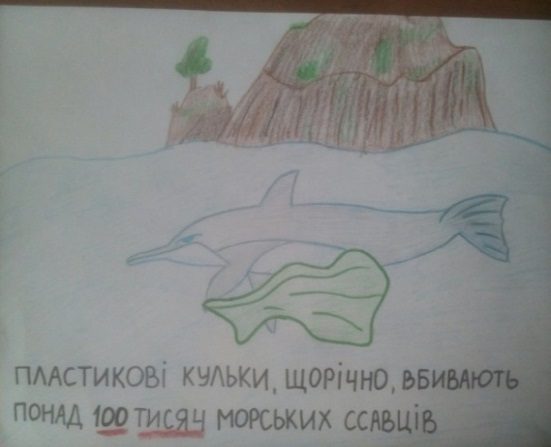 ПЛАСТИКОВІ КУЛЬКИ, ЩОРІЧНО, ВБИВАЮТЬ
ПОНАД 100 ТИСЯЧ МОРСЬКИХ ССАВЦІВ